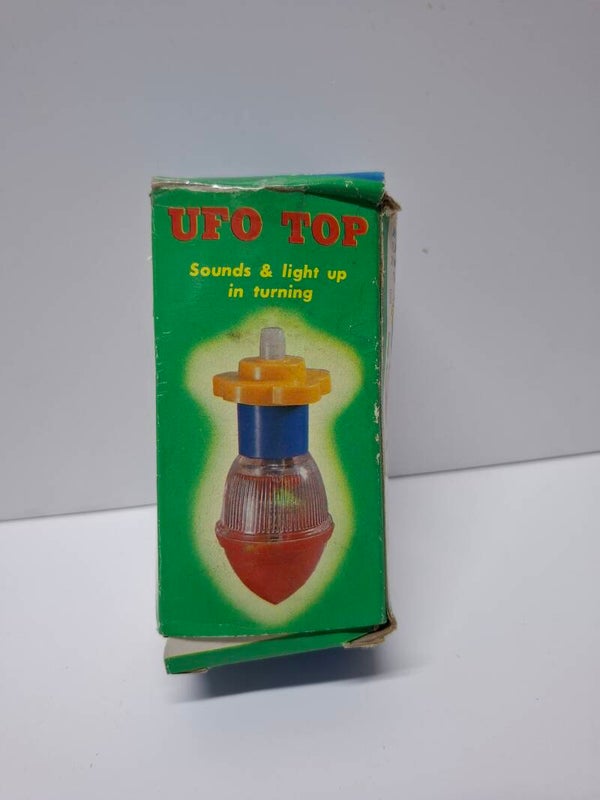 UFO TOP
Sounds & light up
in turning